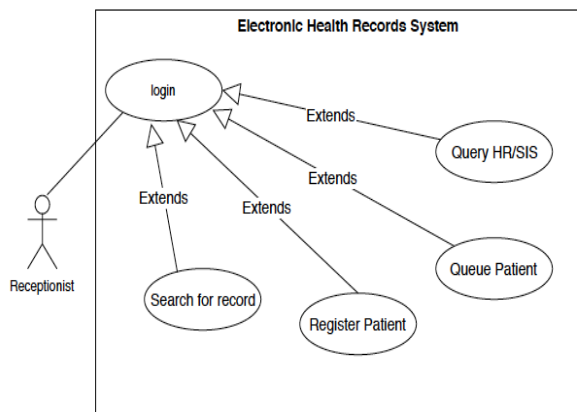 Electronic Health Records System
login
Extends
Query HR/SIS
Extends
Extends
Extends
Queue Patient
Receptionist
Search for record
Register Patient